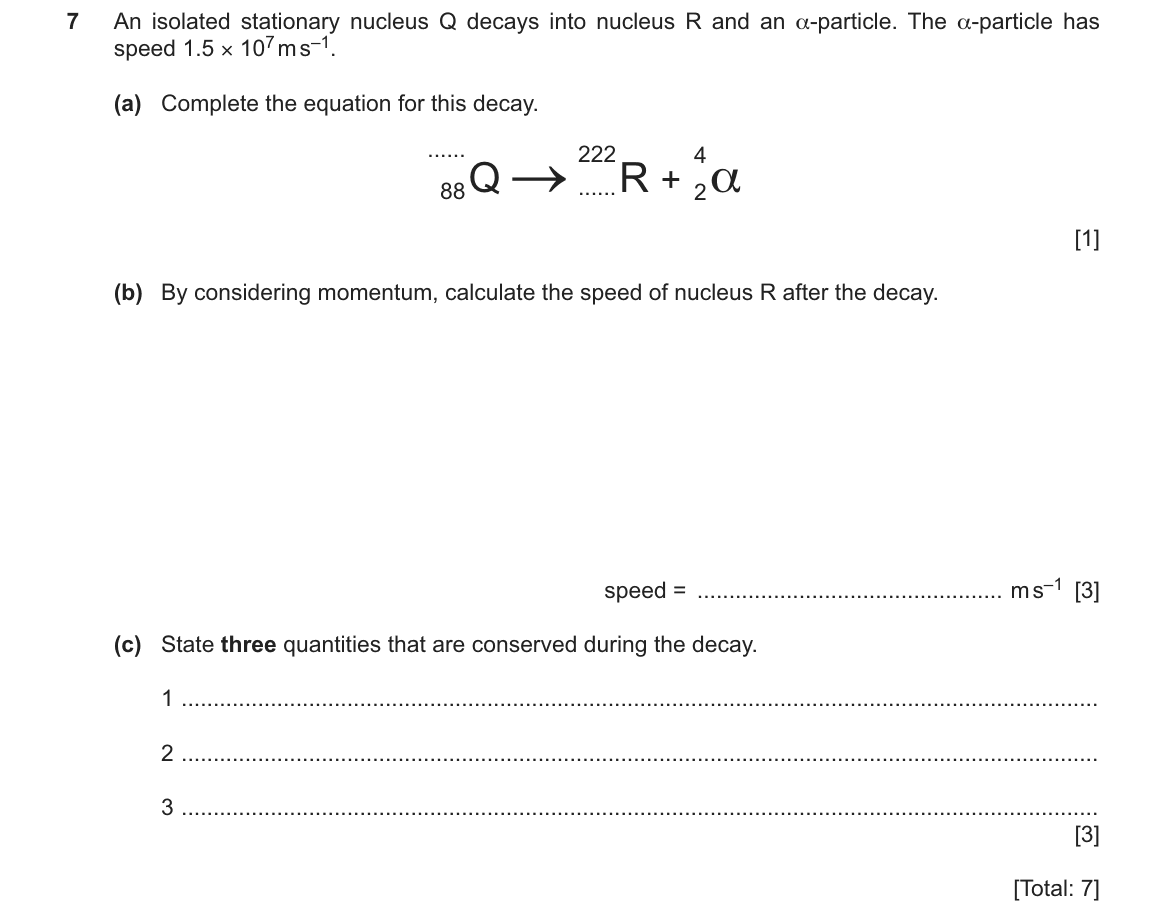 7 An isolated stationary nucleus Q decays into nucleus R and an α-particle. The α-particle has
speed 1.5 × 10⁷ m s⁻¹.
(a) Complete the equation for this decay.
...... 222 4
88 Q ⟶ ...... R + 2 α
[1]
(b) By considering momentum, calculate the speed of nucleus R after the decay.
speed = ................................................ m s⁻¹ [3]
(c) State three quantities that are conserved during the decay.
1 ..................................................................................................................................................
2 ..................................................................................................................................................
3 ..................................................................................................................................................
[3]
[Total: 7]